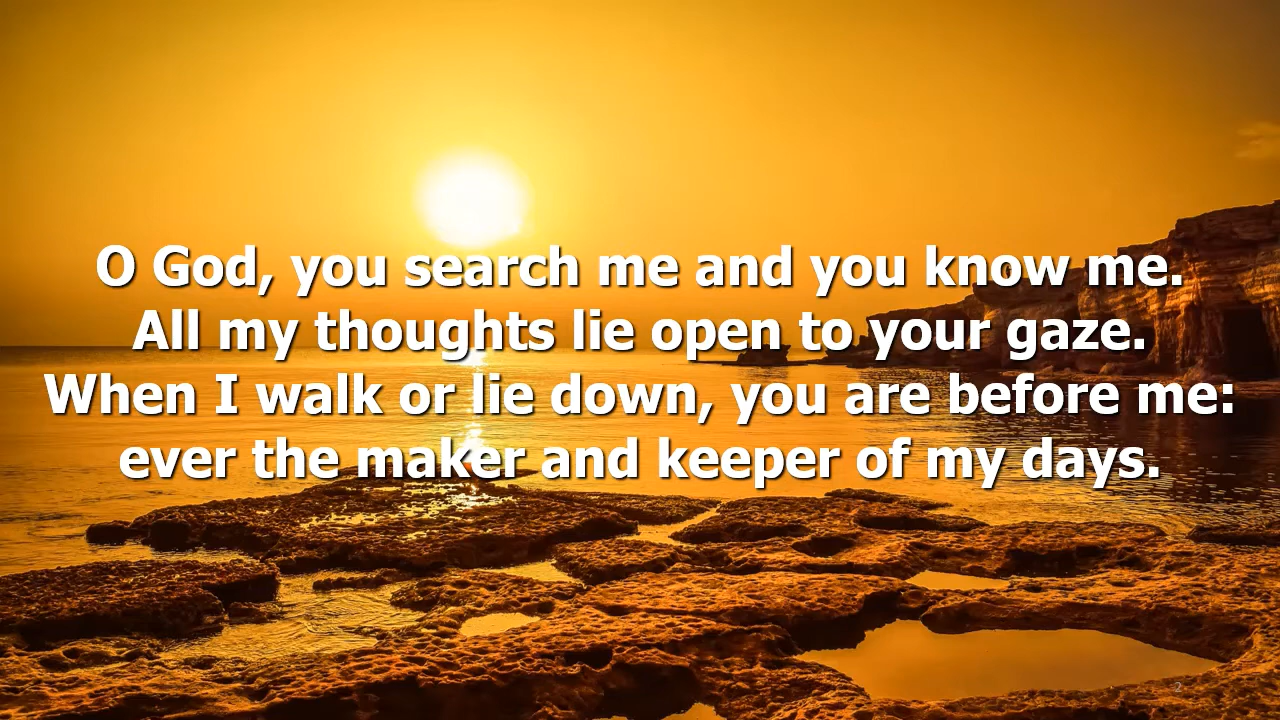 O God, you search me and you know me.
All my thoughts lie open to your gaze.
When I walk or lie down, you are before me:
ever the maker and keeper of my days.
2